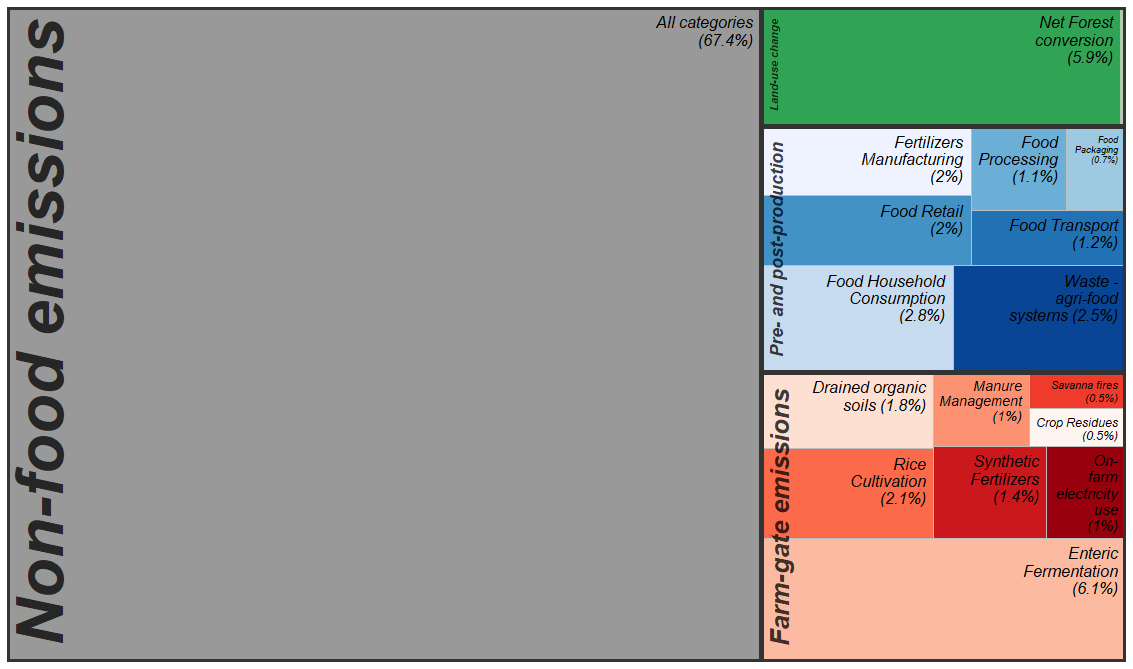 Non-food emissions
All categories
(67.4%)
Land-use change
Net Forest
conversion
(5.9%)
Pre- and post-production
Fertilizers
Manufacturing
(2%)
Food
Processing
(1.1%)
Food
Packaging
(0.7%)
Food Retail
(2%)
Food Transport
(1.2%)
Food Household
Consumption
(2.8%)
Waste -
agri-food
systems (2.5%)
Farm-gate emissions
Drained organic
soils (1.8%)
Manure
Management
(1%)
Savanna fires
(0.5%)
Crop Residues
(0.5%)
Rice
Cultivation
(2.1%)
Synthetic
Fertilizers
(1.4%)
On-
farm
electricity
use
(1%)
Enteric
Fermentation
(6.1%)